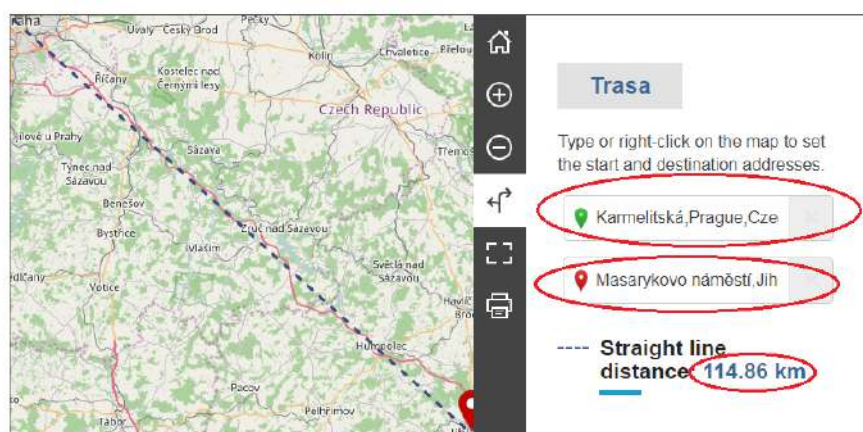 Uvaly
Český Brod
Pečky
Kolín
Chvaletice
Přelou
Říčany
Kostelec nad
Černými lesy
Czech Republic
Jílové u Prahy
Sázava
Týnec nad
Sázavou
Benešov
Bystřice
Vlašim
Zruč nad Sázavou
Světlá nad
Sázavou
Votice
Humpolec
Pacov
Pelhřimov
Tábor
Trasa
Type or right-click on the map to set
the start and destination addresses.
Karmelitská,Prague,Cze
Masarykovo náměstí,Jih
Straight line
distance 114.86 km